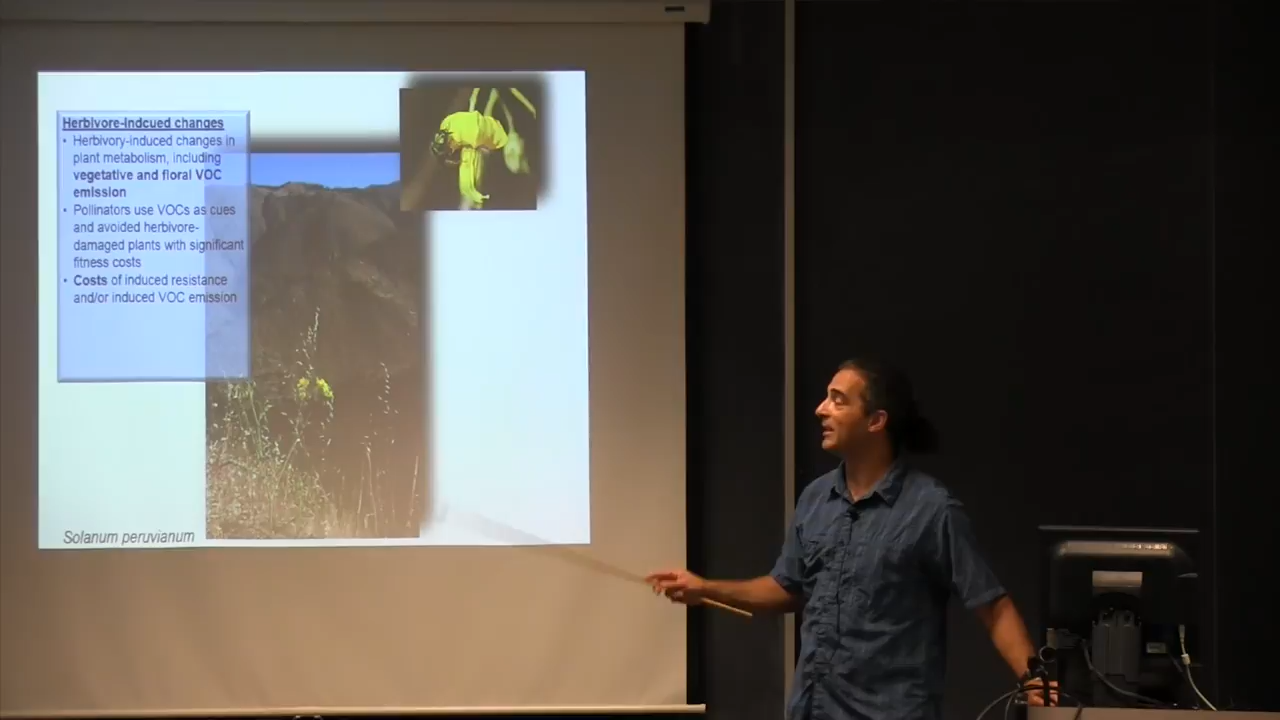 Herbivore-Indcued changes
• Herbivory-induced changes in
plant metabolism, including
vegetative and floral VOC
emission
• Pollinators use VOCs as cues
and avoided herbivore-
damaged plants with significant
fitness costs
• Costs of induced resistance
and/or induced VOC emission
Solanum peruvianum